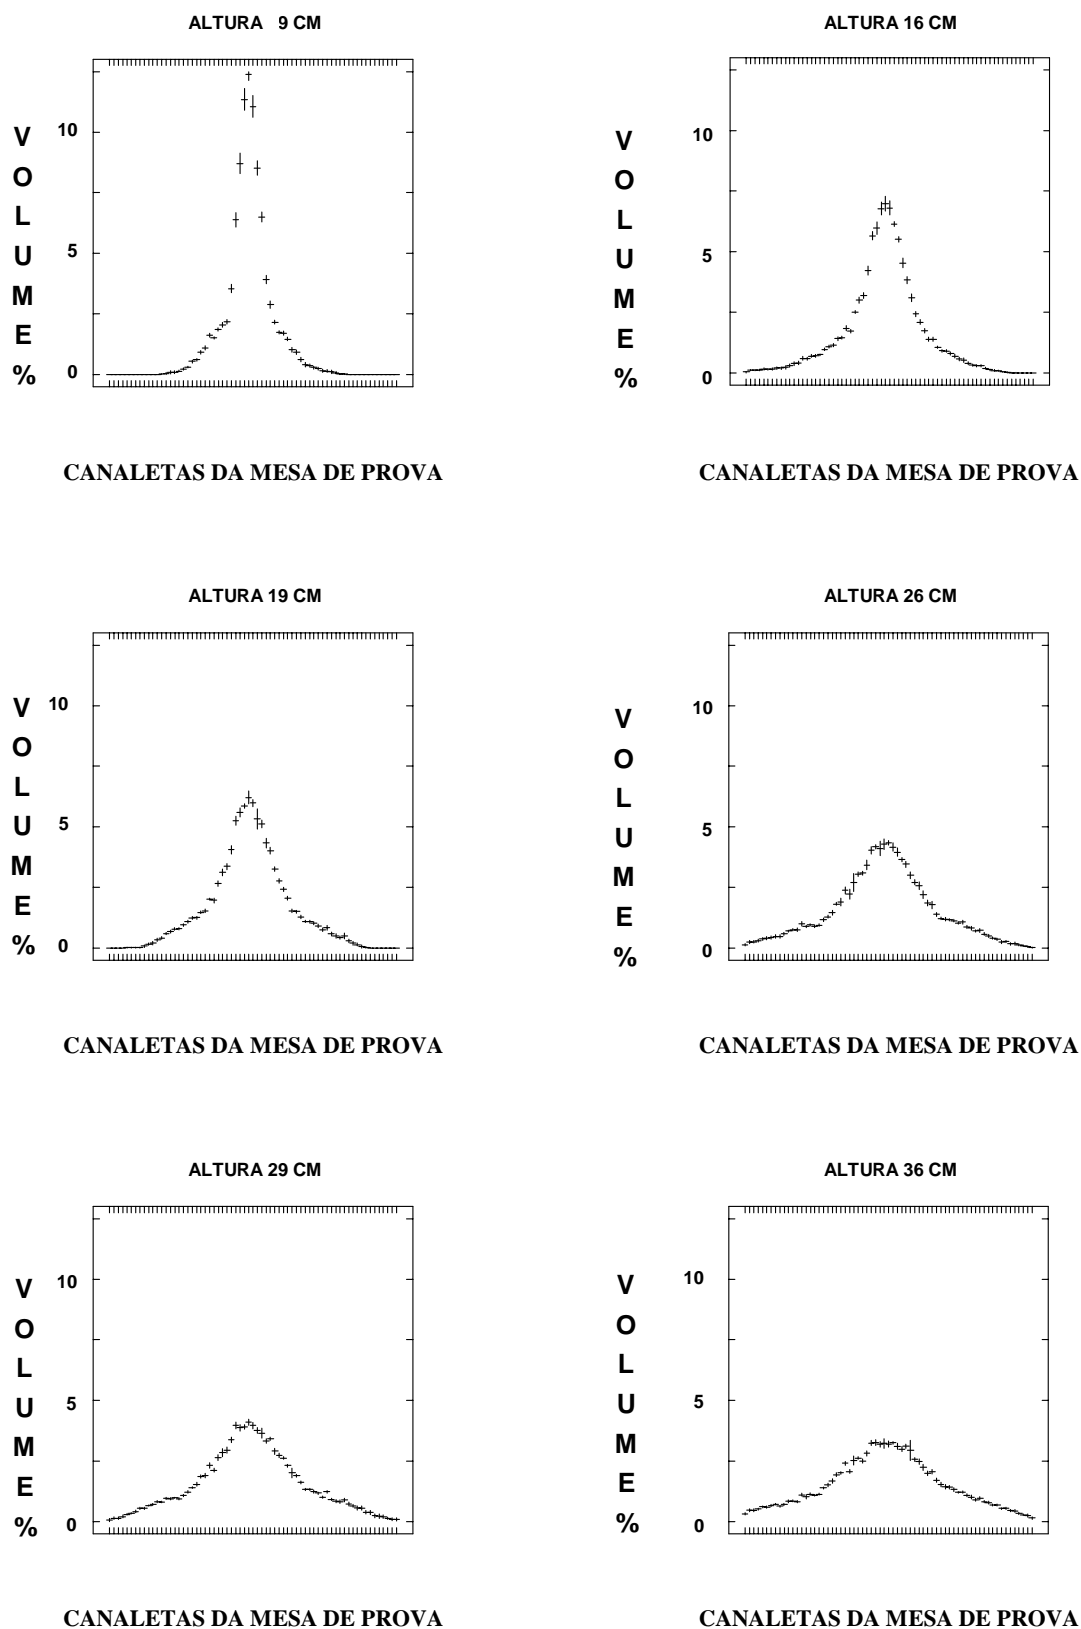 ALTURA 9 CM
V
O
L
U
M
E
%
10
5
0
CANALETAS DA MESA DE PROVA
ALTURA 16 CM
V
O
L
U
M
E
%
10
5
0
CANALETAS DA MESA DE PROVA
ALTURA 19 CM
V
O
L
U
M
E
%
10
5
0
CANALETAS DA MESA DE PROVA
ALTURA 26 CM
V
O
L
U
M
E
%
10
5
0
CANALETAS DA MESA DE PROVA
ALTURA 29 CM
V
O
L
U
M
E
%
10
5
0
CANALETAS DA MESA DE PROVA
ALTURA 36 CM
V
O
L
U
M
E
%
10
5
0
CANALETAS DA MESA DE PROVA